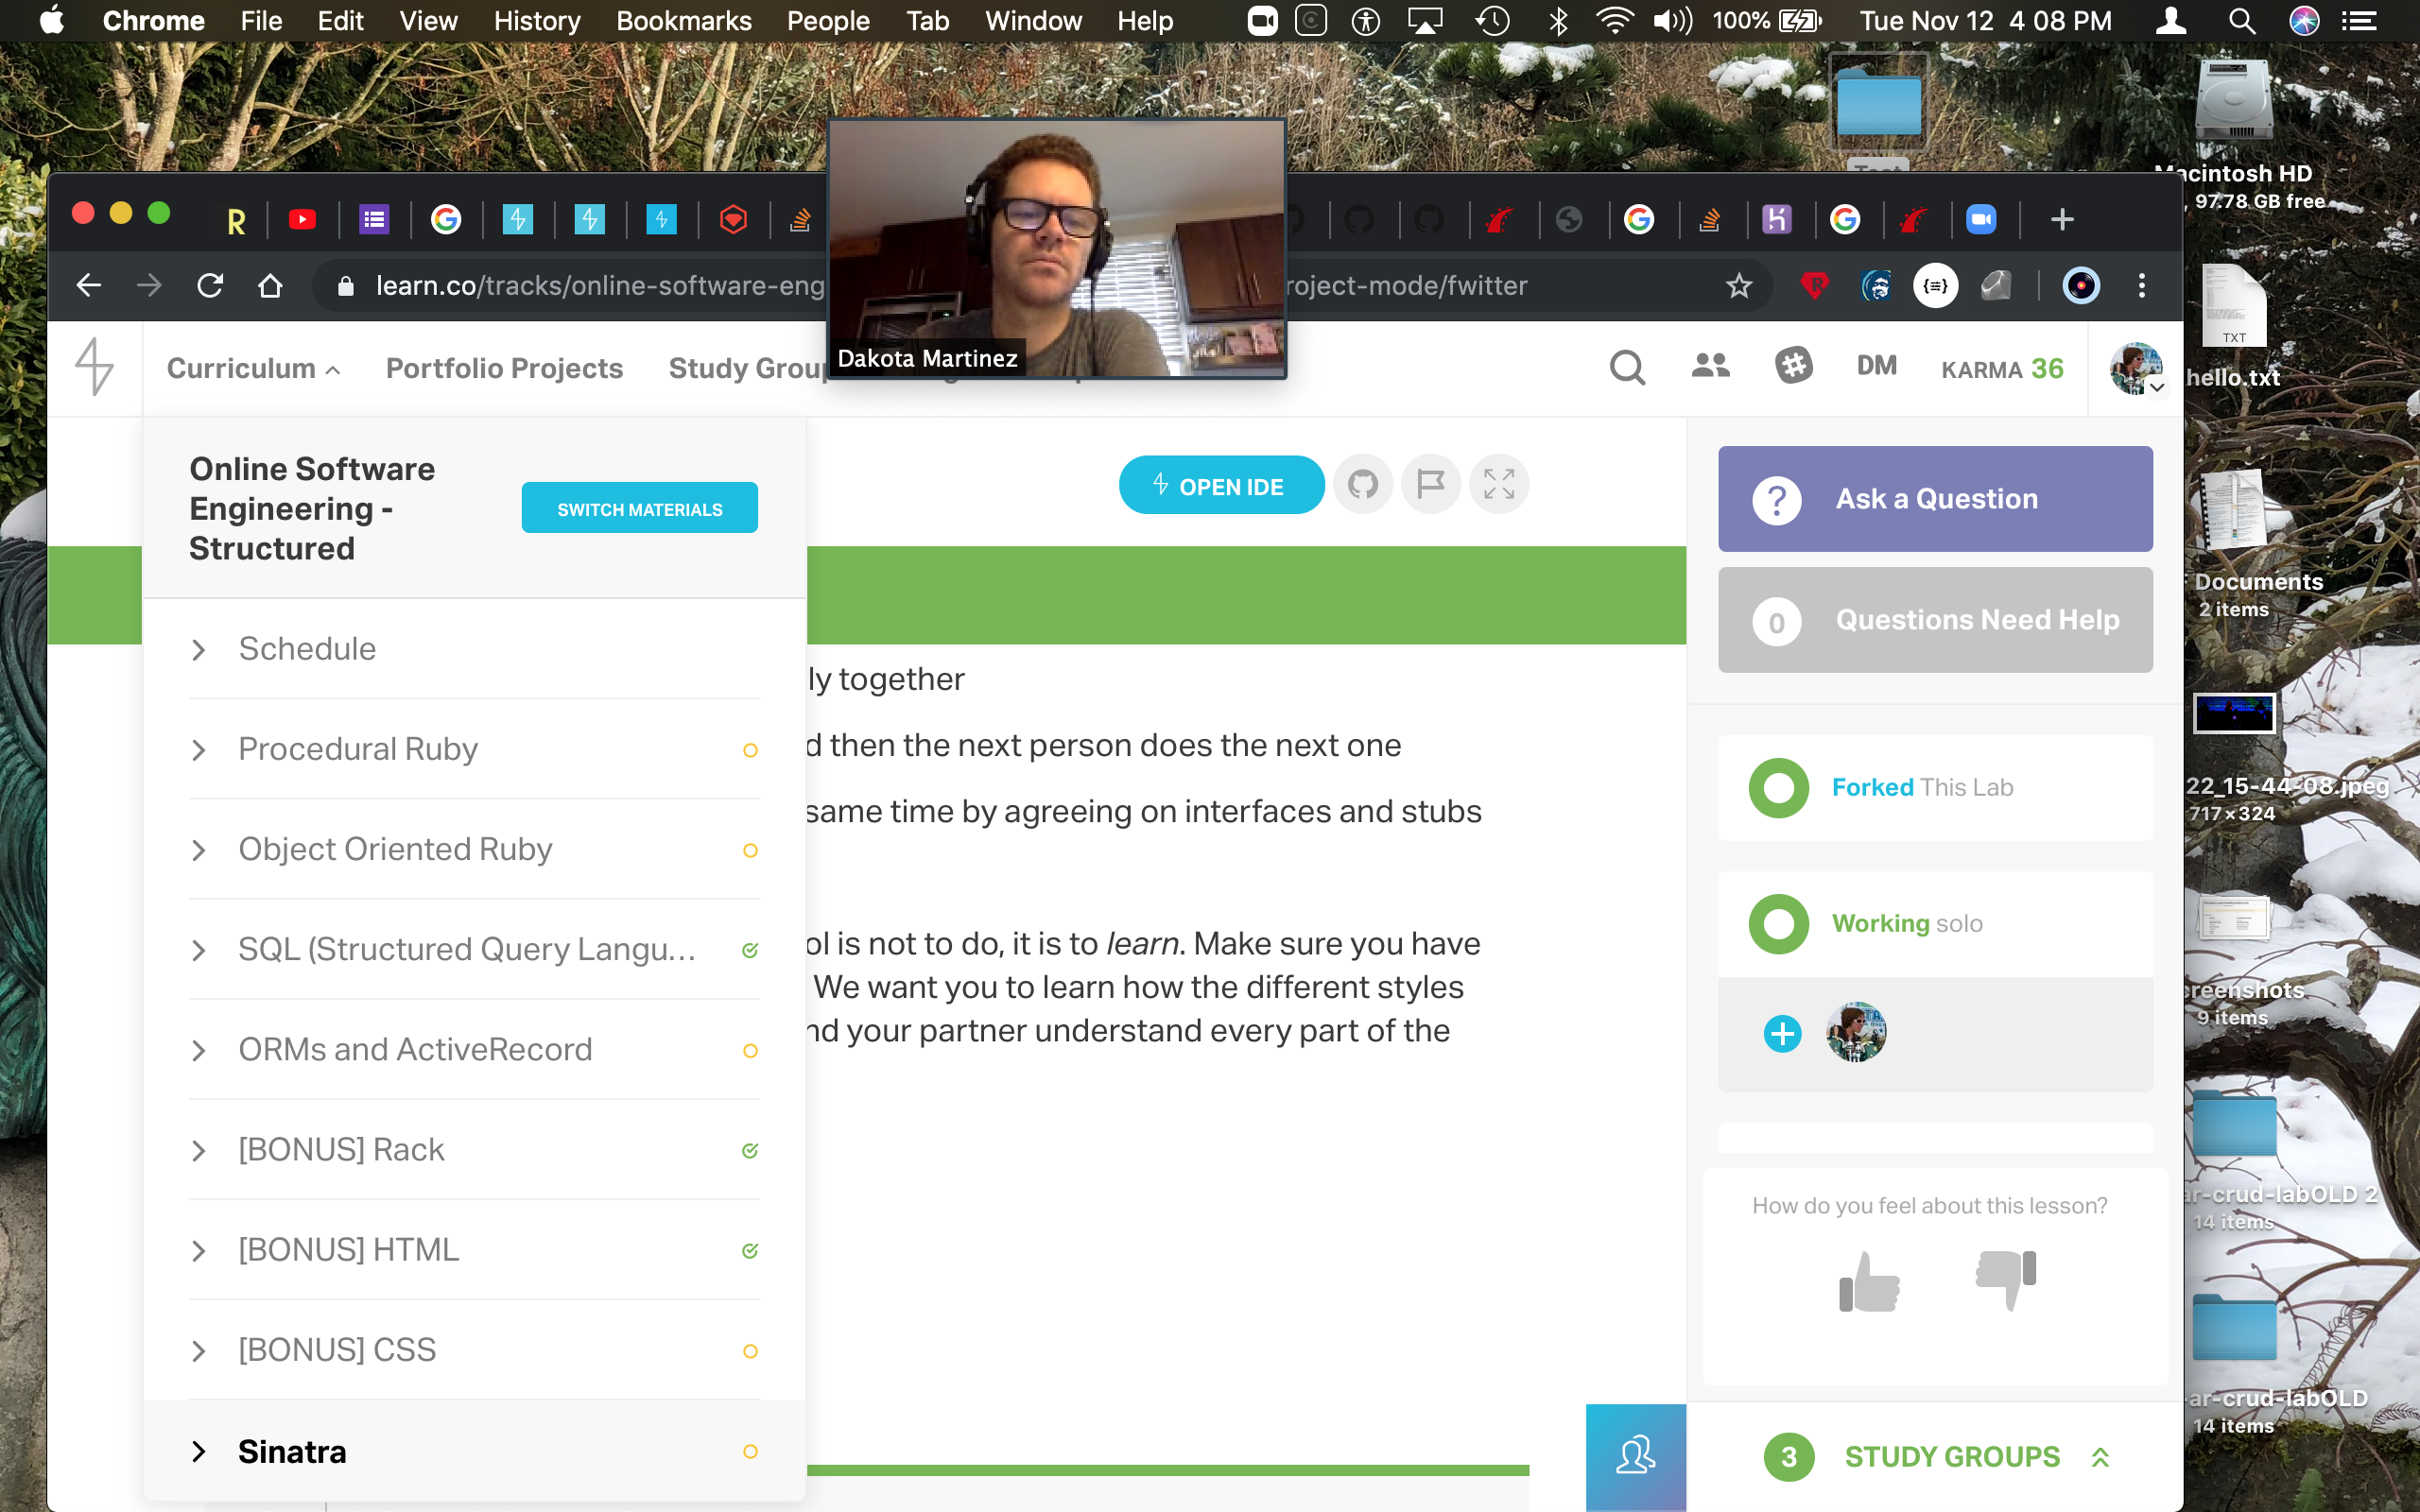 Chrome File Edit View History Bookmarks People Tab Window Help
100% Tue Nov 12 4 08 PM
Macintosh HD
97.78 GB free
learn.co/tracks/online-software-eng
roject-mode/fwitter
Dakota Martinez
TXT
hello.txt
Curriculum
Portfolio Projects
Study Group
DM
KARMA 36
Online Software
Engineering -
Structured
SWITCH MATERIALS
OPEN IDE
Ask a Question
0 Questions Need Help
Documents
2 items
Schedule
Procedural Ruby
Object Oriented Ruby
SQL (Structured Query Langu...
ORMs and ActiveRecord
[BONUS] Rack
[BONUS] HTML
[BONUS] CSS
Sinatra
ly together
d then the next person does the next one
same time by agreeing on interfaces and stubs
ol is not to do, it is to learn. Make sure you have
We want you to learn how the different styles
nd your partner understand every part of the
Forked This Lab
Working solo
22_15-44-08.jpeg
717×324
creenshots
9 items
How do you feel about this lesson?
ar-crud-labOLD 2
14 items
-ar-crud-labOLD
14 items
3 STUDY GROUPS